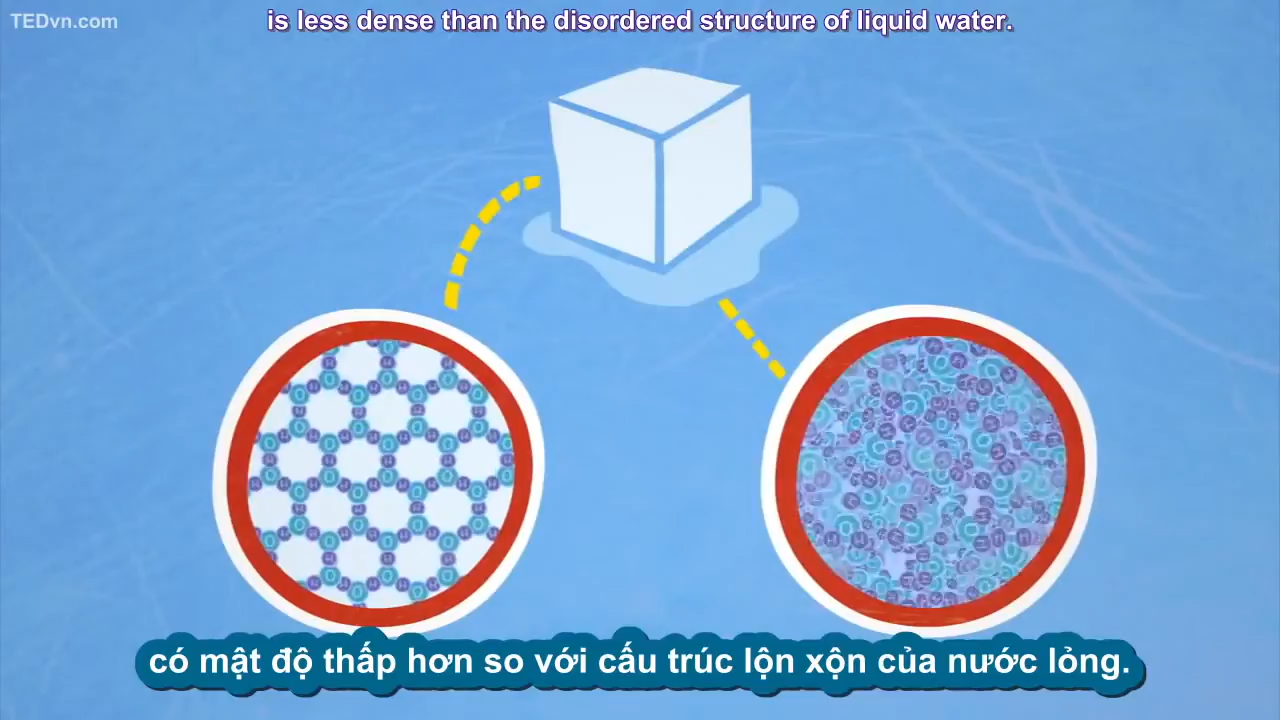 TEDvn.com
is less dense than the disordered structure of liquid water.
có mật độ thấp hơn so với cấu trúc lộn xộn của nước lỏng.